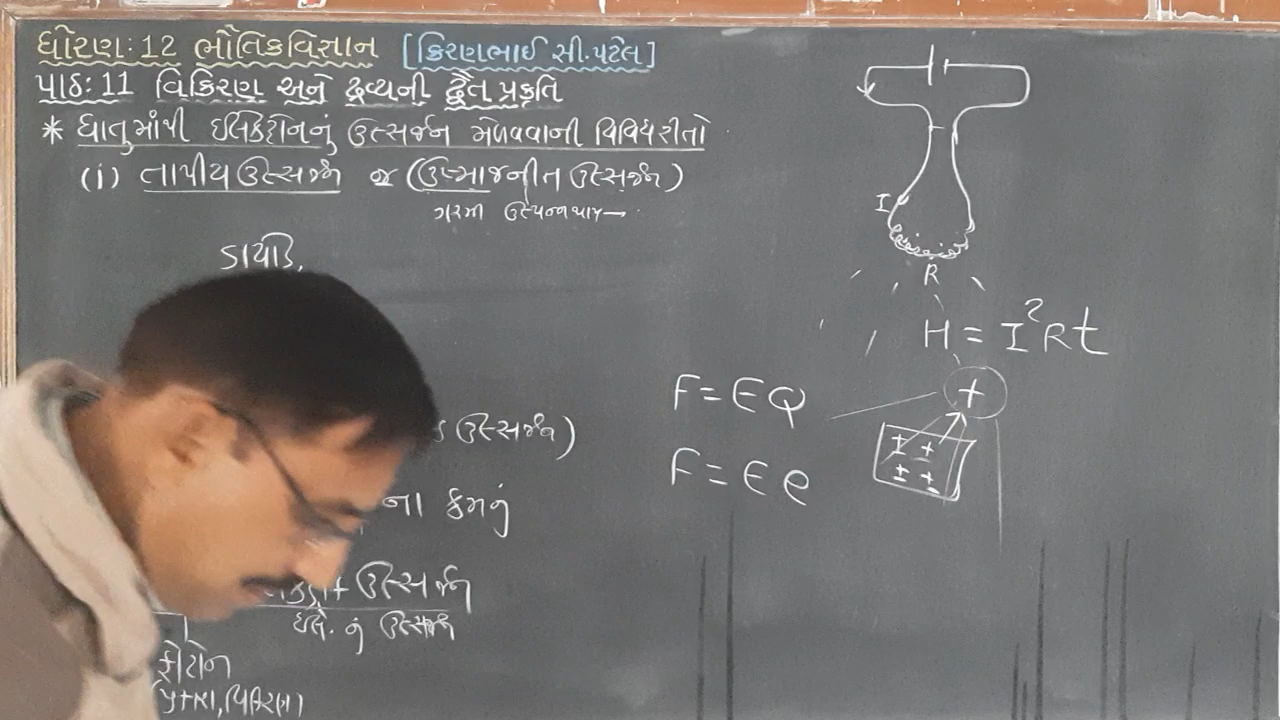 ધોરણ: 12 ભૌતિકવિજ્ઞાન [કિરણભાઈ સી. પટેલ]
પાઠ: 11 વિકિરણ અને દ્રવ્યની દ્વૈત પ્રકૃતિ
* ધાતુમાંથી ઈલેક્ટ્રોનનું ઉત્સર્જન મેળવવાની વિવિધ રીતો
(i) તાપીય ઉત્સર્જન જ (ઉષ્માજનીત ઉત્સર્જન)
ગરમી ઉત્પન્ન થાય →
ડાયોડ.
ઉત્સર્જન)
ના ક્રમનું
ઉત્સર્જન
ઈલે. નું ઉત્સર્જન
ફોટોન
વિકિરણ)
I
R
H = I²Rt
F = EQ
F = Ee
+
± +
± ±